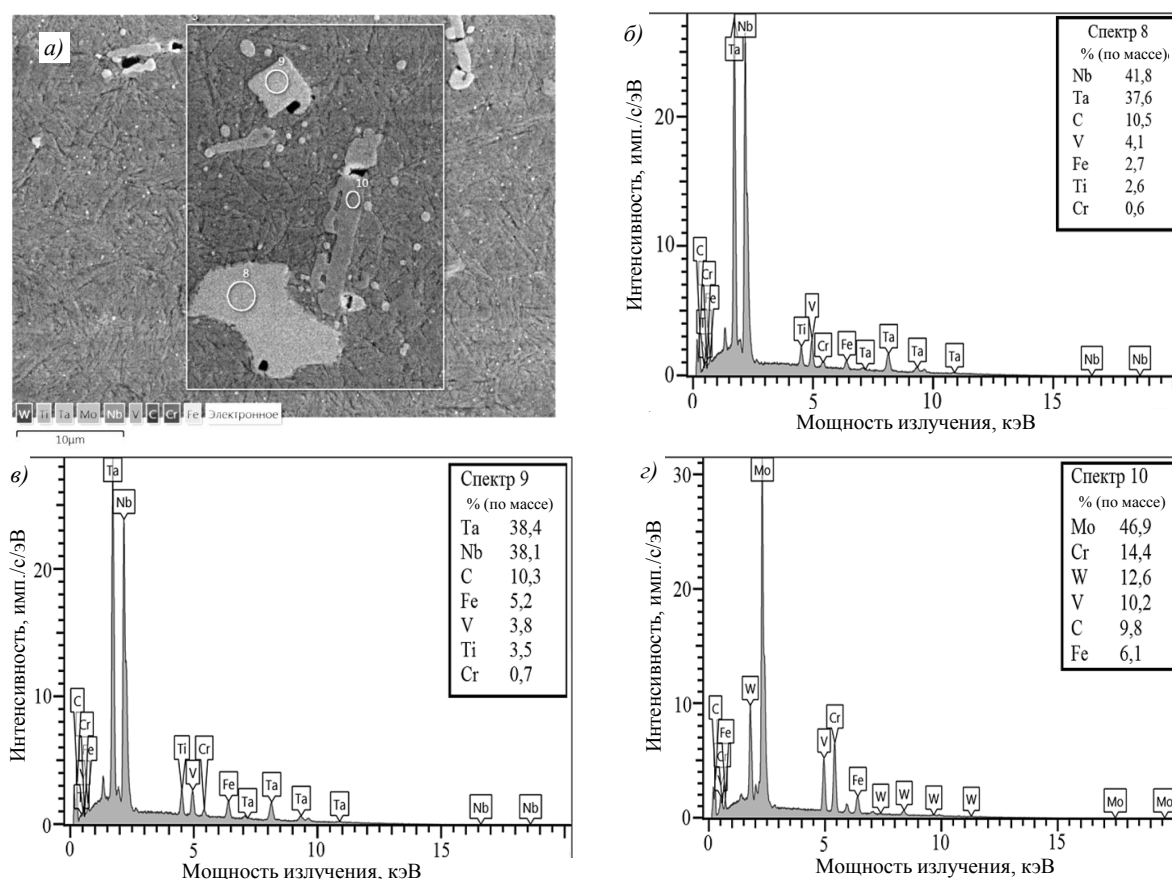 а)
9
10
8
W Ti Ta Mo Nb V C Cr Fe Электронное
10µm
б)
Интенсивность, имп./с/эВ
20
10
0
Ta Nb
C Cr Fe Ti V Cr Fe Ta Ta Ta Ta Nb Nb
0 5 10 15
Мощность излучения, кэВ
Спектр 8
% (по массе)
Nb 41,8
Ta 37,6
C 10,5
V 4,1
Fe 2,7
Ti 2,6
Cr 0,6
в)
Интенсивность, имп./с/эВ
20
10
0
Ta Nb
C Cr Fe Ti V Cr Fe Ta Ta Ta Ta Nb Nb
0 5 10 15
Мощность излучения, кэВ
Спектр 9
% (по массе)
Ta 38,4
Nb 38,1
C 10,3
Fe 5,2
V 3,8
Ti 3,5
Cr 0,7
г)
Интенсивность, имп./с/эВ
30
20
10
0
Mo
C Fe Cr W V Cr Fe W W W W Mo Mo
0 5 10 15
Мощность излучения, кэВ
Спектр 10
% (по массе)
Mo 46,9
Cr 14,4
W 12,6
V 10,2
C 9,8
Fe 6,1